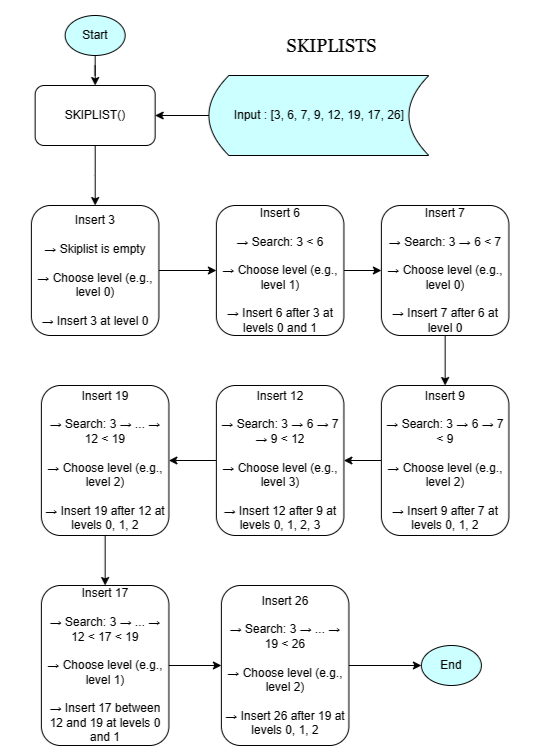 Start
SKIPLISTS
SKIPLIST()
Input : [3, 6, 7, 9, 12, 19, 17, 26]
Insert 3
→ Skiplist is empty
→ Choose level (e.g.,
level 0)
→ Insert 3 at level 0
Insert 6
→ Search: 3 < 6
→ Choose level (e.g.,
level 1)
→ Insert 6 after 3 at
levels 0 and 1
Insert 7
→ Search: 3 → 6 < 7
→ Choose level (e.g.,
level 0)
→ Insert 7 after 6 at
level 0
Insert 9
→ Search: 3 → 6 → 7
< 9
→ Choose level (e.g.,
level 2)
→ Insert 9 after 7 at
levels 0, 1, 2
Insert 12
→ Search: 3 → 6 → 7
→ 9 < 12
→ Choose level (e.g.,
level 3)
→ Insert 12 after 9 at
levels 0, 1, 2, 3
Insert 19
→ Search: 3 → ... →
12 < 19
→ Choose level (e.g.,
level 2)
→ Insert 19 after 12 at
levels 0, 1, 2
Insert 17
→ Search: 3 → ... →
12 < 17 < 19
→ Choose level (e.g.,
level 1)
→ Insert 17 between
12 and 19 at levels 0
and 1
Insert 26
→ Search: 3 → ... →
19 < 26
→ Choose level (e.g.,
level 2)
→ Insert 26 after 19 at
levels 0, 1, 2
End